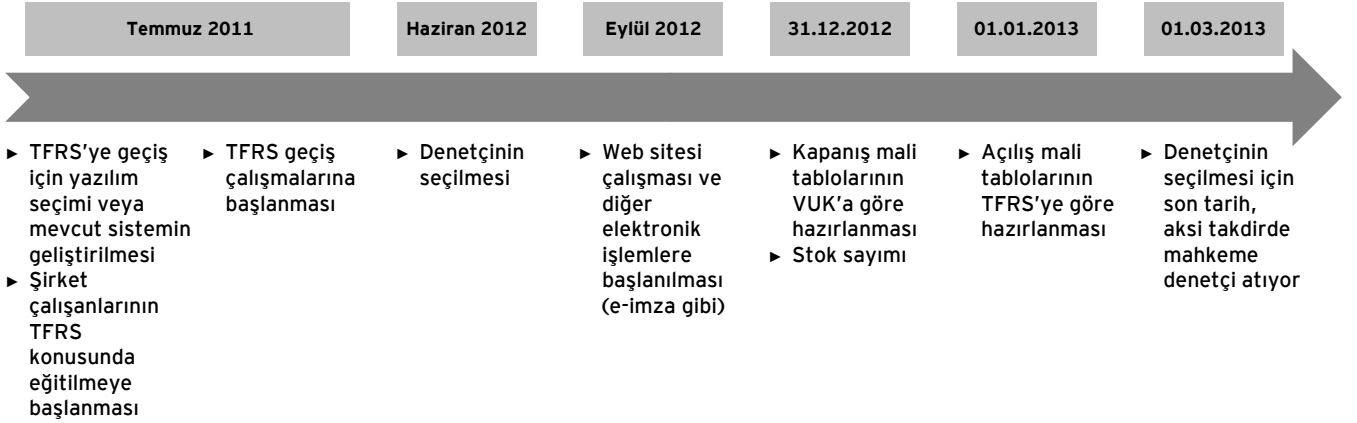 Temmuz 2011
Haziran 2012
Eylül 2012
31.12.2012
01.01.2013
01.03.2013
► TFRS'ye geçiş
için yazılım
seçimi veya
mevcut sistemin
geliştirilmesi
► Şirket
çalışanlarının
TFRS
konusunda
eğitilmeye
başlanması
► TFRS geçiş
çalışmalarına
başlanması
► Denetçinin
seçilmesi
► Web sitesi
çalışması ve
diğer
elektronik
işlemlere
başlanılması
(e-imza gibi)
► Kapanış mali
tablolarının
VUK'a göre
hazırlanması
► Stok sayımı
► Açılış mali
tablolarının
TFRS'ye göre
hazırlanması
► Denetçinin
seçilmesi için
son tarih,
aksi takdirde
mahkeme
denetçi atıyor